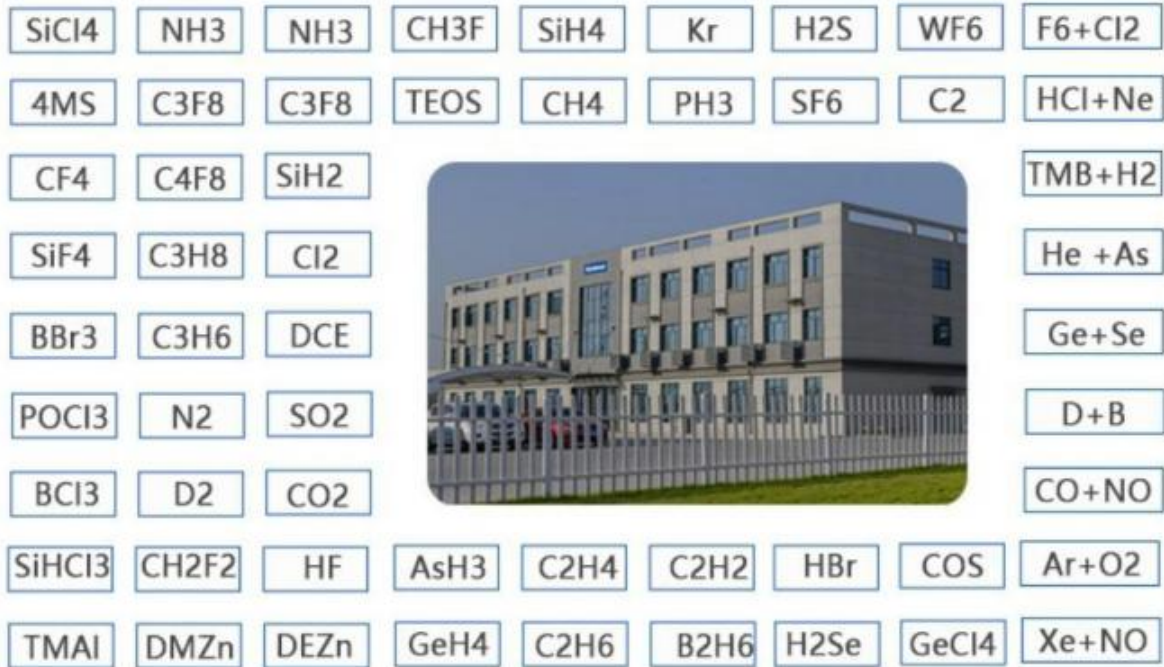 SiCl4 NH3 NH3 CH3F SiH4 Kr H2S WF6 F6+Cl2
4MS C3F8 C3F8 TEOS CH4 PH3 SF6 C2 HCl+Ne
CF4 C4F8 SiH2 TMB+H2
SiF4 C3H8 Cl2 He +As
BBr3 C3H6 DCE Ge+Se
POCl3 N2 SO2 D+B
BCl3 D2 CO2 CO+NO
SiHCl3 CH2F2 HF AsH3 C2H4 C2H2 HBr COS Ar+O2
TMAl DMZn DEZn GeH4 C2H6 B2H6 H2Se GeCl4 Xe+NO